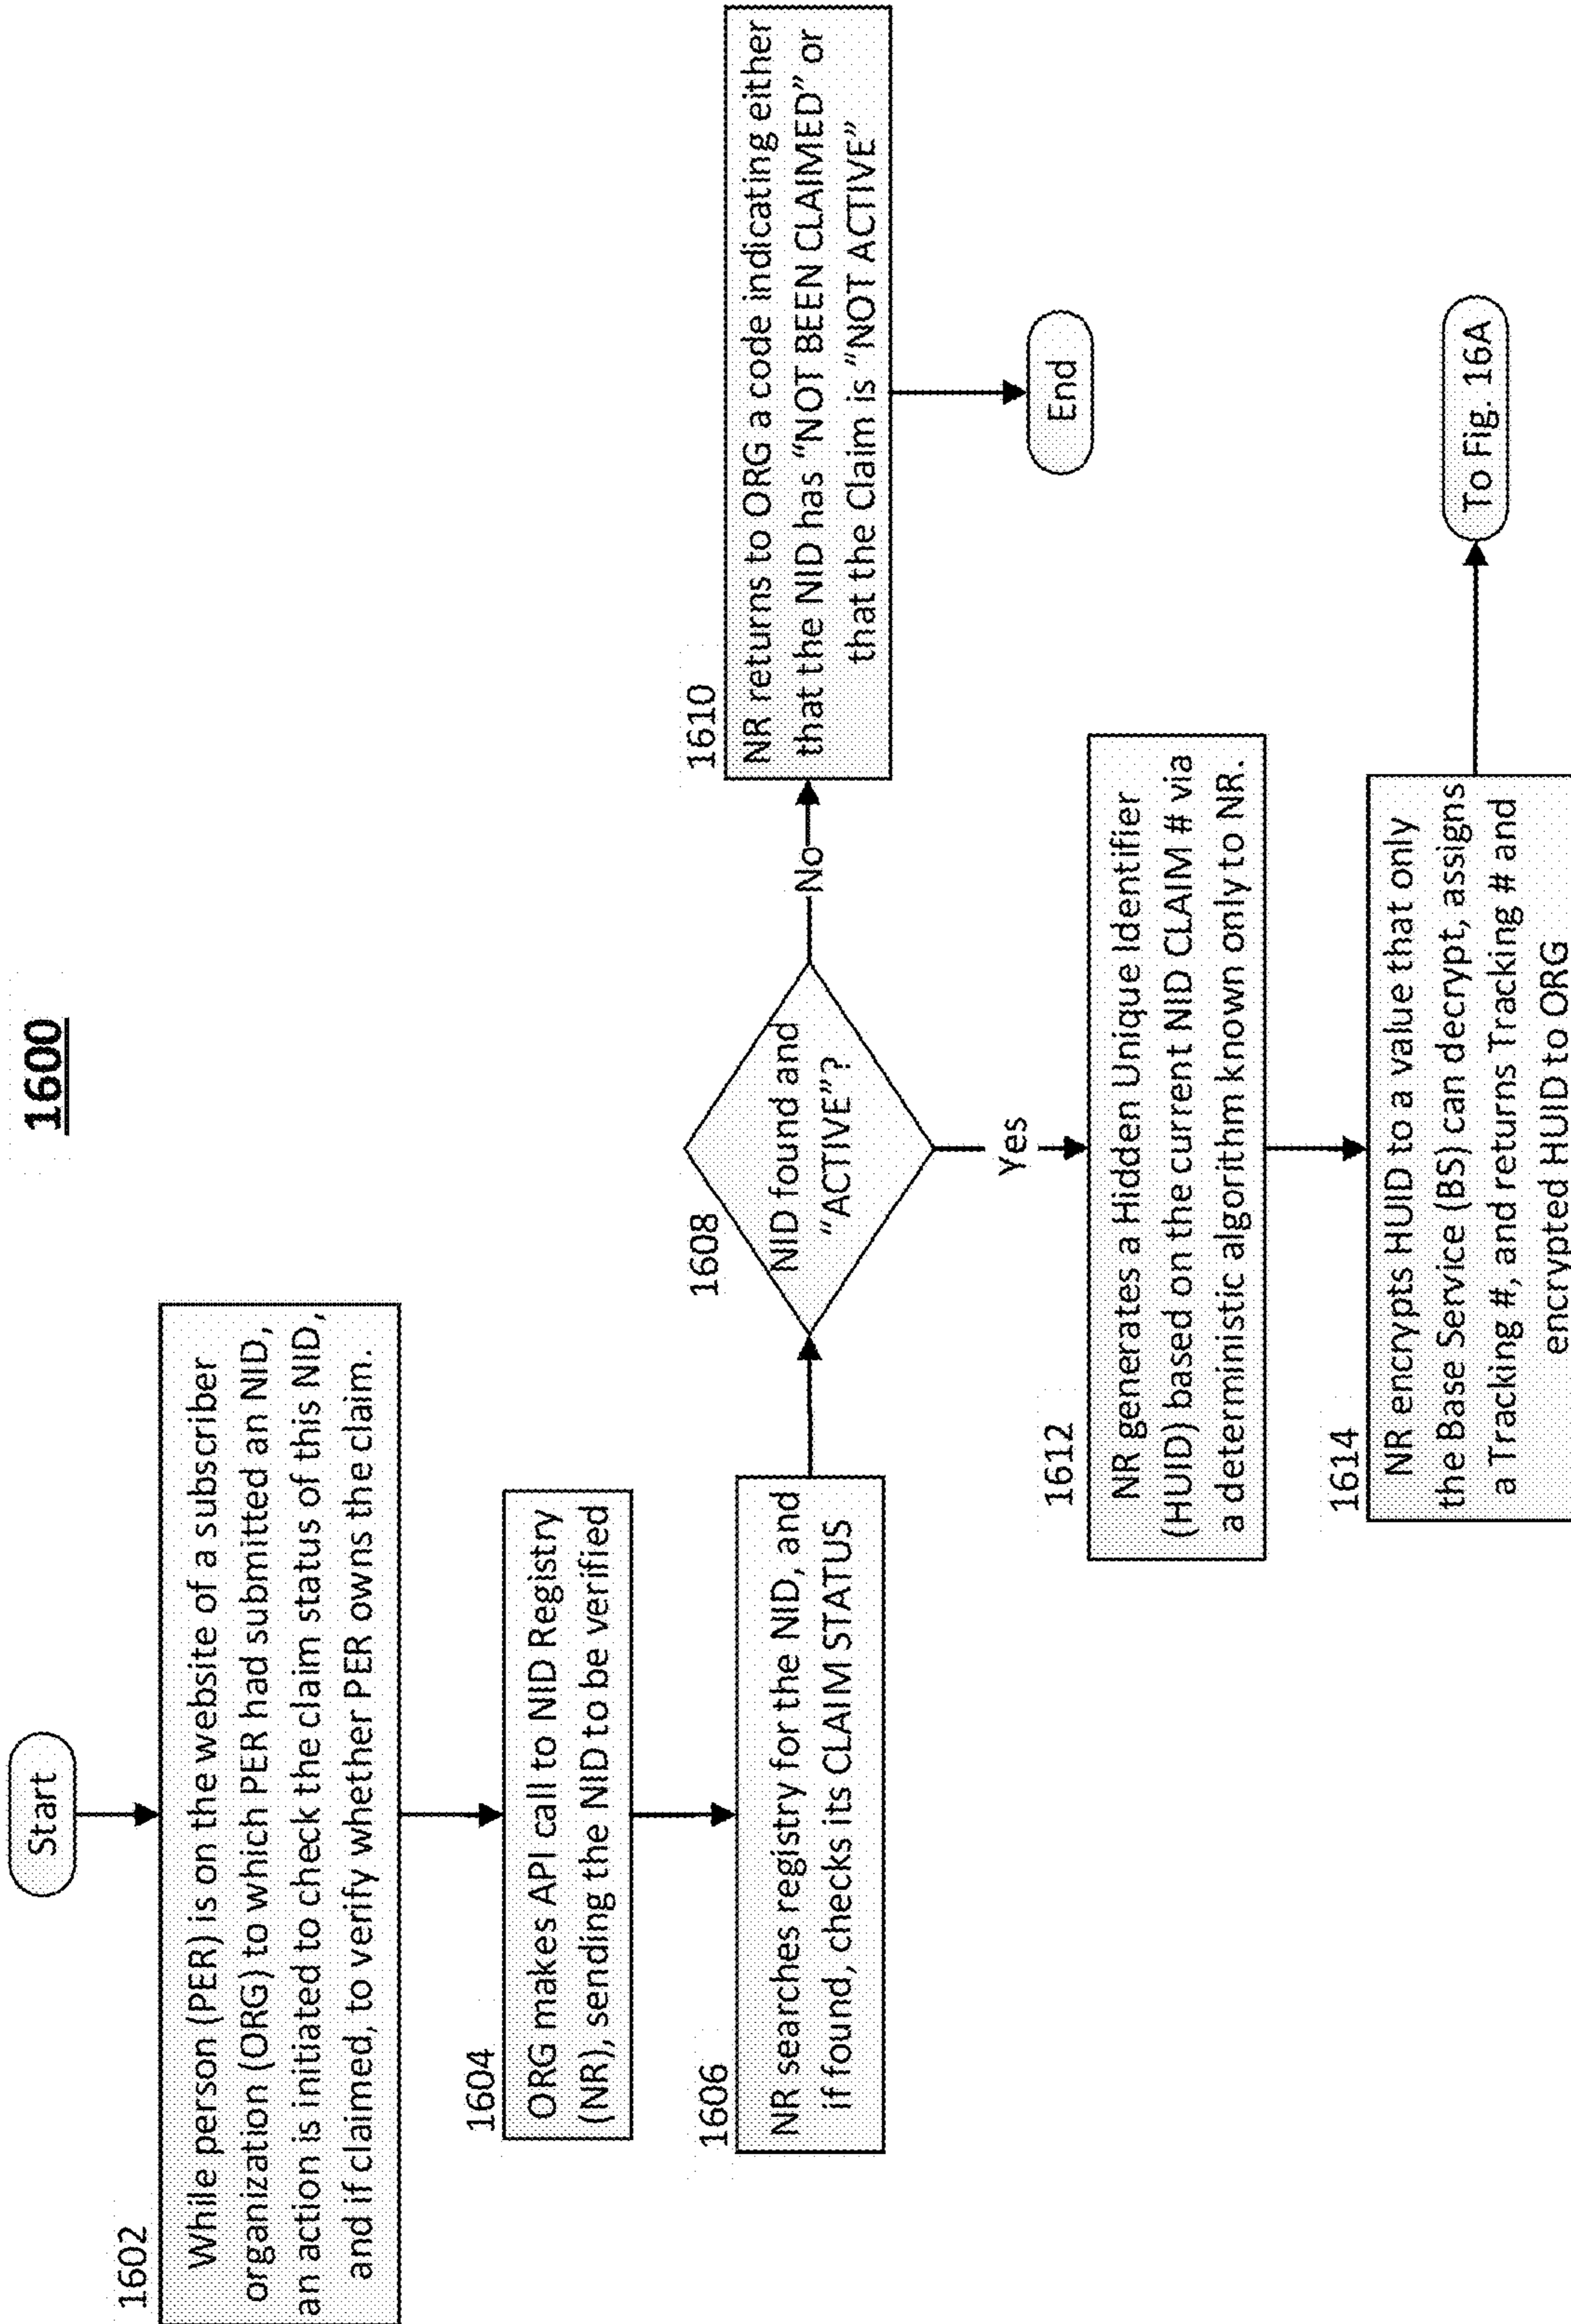 1600
Start
1602
While person (PER) is on the website of a subscriber
organization (ORG) to which PER had submitted an NID,
an action is initiated to check the claim status of this NID,
and if claimed, to verify whether PER owns the claim.
1604
ORG makes API call to NID Registry
(NR), sending the NID to be verified
1606
NR searches registry for the NID, and
if found, checks its CLAIM STATUS
1608
NID found and
“ACTIVE”?
No
1610
NR returns to ORG a code indicating either
that the NID has “NOT BEEN CLAIMED” or
that the Claim is “NOT ACTIVE”
End
Yes
1612
NR generates a Hidden Unique Identifier
(HUID) based on the current NID CLAIM # via
a deterministic algorithm known only to NR.
1614
NR encrypts HUID to a value that only
the Base Service (BS) can decrypt, assigns
a Tracking #, and returns Tracking # and
encrypted HUID to ORG
To Fig. 16A